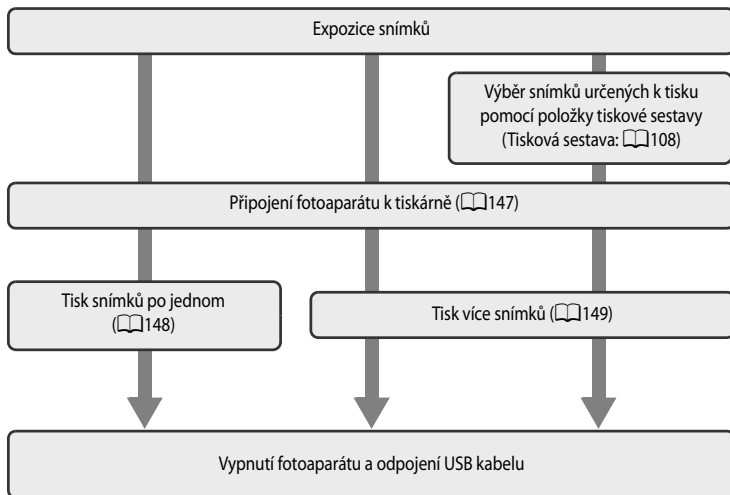 Expozice snímků
Výběr snímků určených k tisku
pomocí položky tiskové sestavy
(Tisková sestava: 📖108)
Připojení fotoaparátu k tiskárně (📖147)
Tisk snímků po jednom
(📖148)
Tisk více snímků (📖149)
Vypnutí fotoaparátu a odpojení USB kabelu